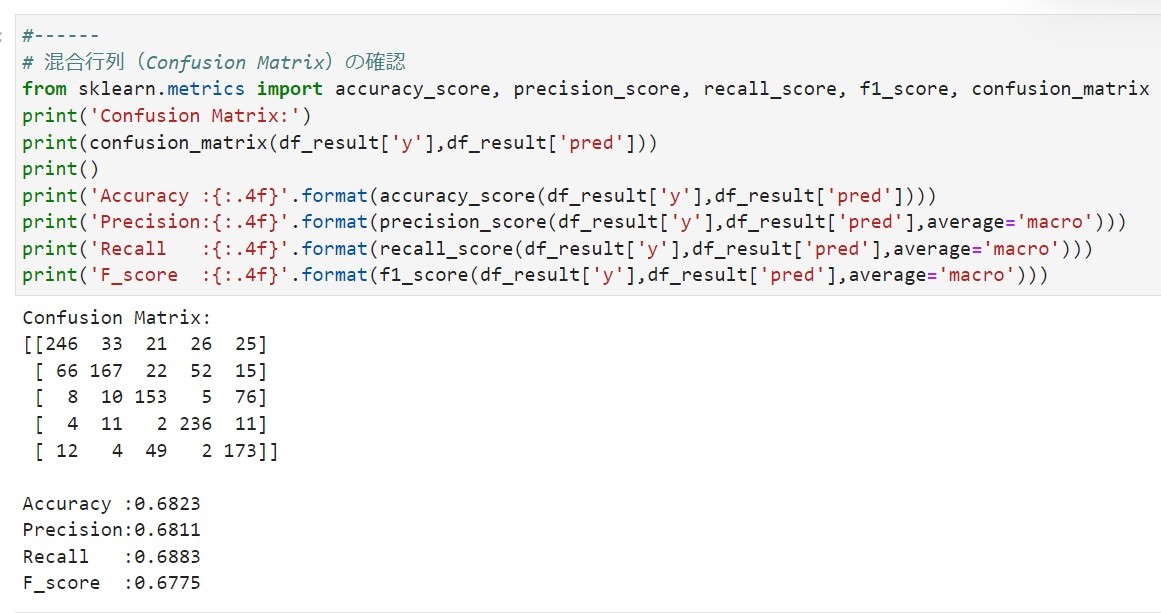 #------
# 混合行列（Confusion Matrix）の確認
from sklearn.metrics import accuracy_score, precision_score, recall_score, f1_score, confusion_matrix
print('Confusion Matrix:')
print(confusion_matrix(df_result['y'],df_result['pred']))
print()
print('Accuracy :{:.4f}'.format(accuracy_score(df_result['y'],df_result['pred'])))
print('Precision:{:.4f}'.format(precision_score(df_result['y'],df_result['pred'],average='macro')))
print('Recall   :{:.4f}'.format(recall_score(df_result['y'],df_result['pred'],average='macro')))
print('F_score  :{:.4f}'.format(f1_score(df_result['y'],df_result['pred'],average='macro')))
Confusion Matrix:
[[246  33  21  26  25]
 [ 66 167  22  52  15]
 [  8  10 153   5  76]
 [  4  11   2 236  11]
 [ 12   4  49   2 173]]
Accuracy :0.6823
Precision:0.6811
Recall   :0.6883
F_score  :0.6775